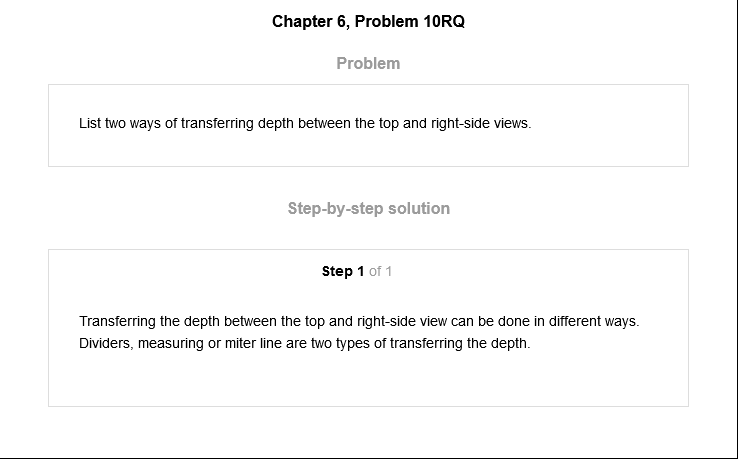 Chapter 6, Problem 10RQ
Problem
List two ways of transferring depth between the top and right-side views.
Step-by-step solution
Step 1 of 1
Transferring the depth between the top and right-side view can be done in different ways.
Dividers, measuring or miter line are two types of transferring the depth.